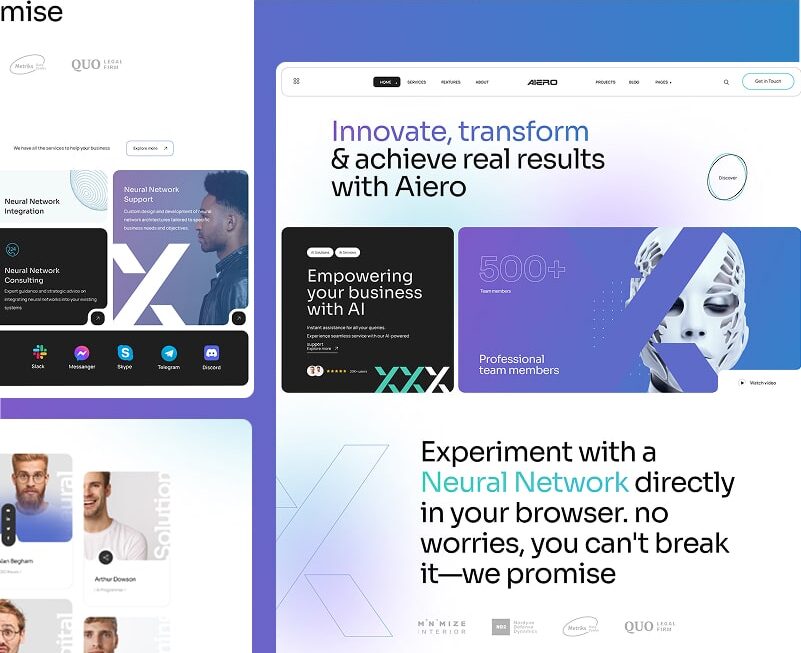 mise
Metriks
QUO LEGAL
FIRM
We have all the services to help your business
Explore more
Neural Network
Integration
Neural Network
Support
Custom design and development of neural
network architectures tailored to specific
business needs and objectives.
Neural Network
Consulting
Expert guidance and strategic advice on
integrating neural networks into your existing
systems
Slack
Messanger
Skype
Telegram
Discord
ural
Solution
lan Begham
Arthur Dowson
AI Programmer
HOME
SERVICES
FEATURES
ABOUT
AIERO
PROJECTS
BLOG
PAGES
Get in Touch
Innovate, transform
& achieve real results
with Aiero
Discover
AI Solutions
AI Services
Empowering
your business
with AI
Instant assistance for all your queries.
Experience seamless service with our AI-powered
support
Explore more
200+ users
500+
Team members
Professional
team members
Watch video
Experiment with a
Neural Network directly
in your browser. no
worries, you can't break
it—we promise
MINIMIZE
INTERIOR
Defense
Dynamics
Metriks
QUO LEGAL
FIRM